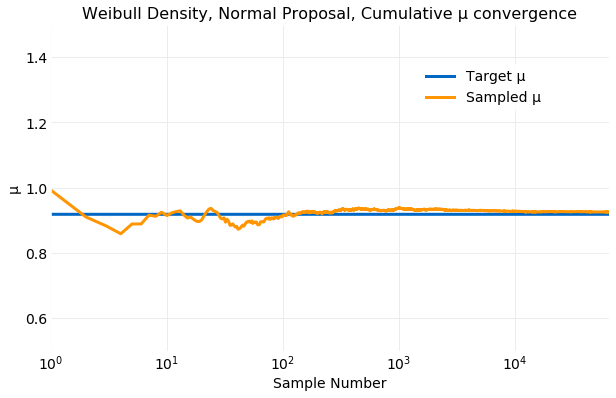 Weibull Density, Normal Proposal, Cumulative μ convergence
1.4
1.2
1.0
0.8
0.6
μ
Target μ
Sampled μ
10⁰ 10¹ 10² 10³ 10⁴
Sample Number